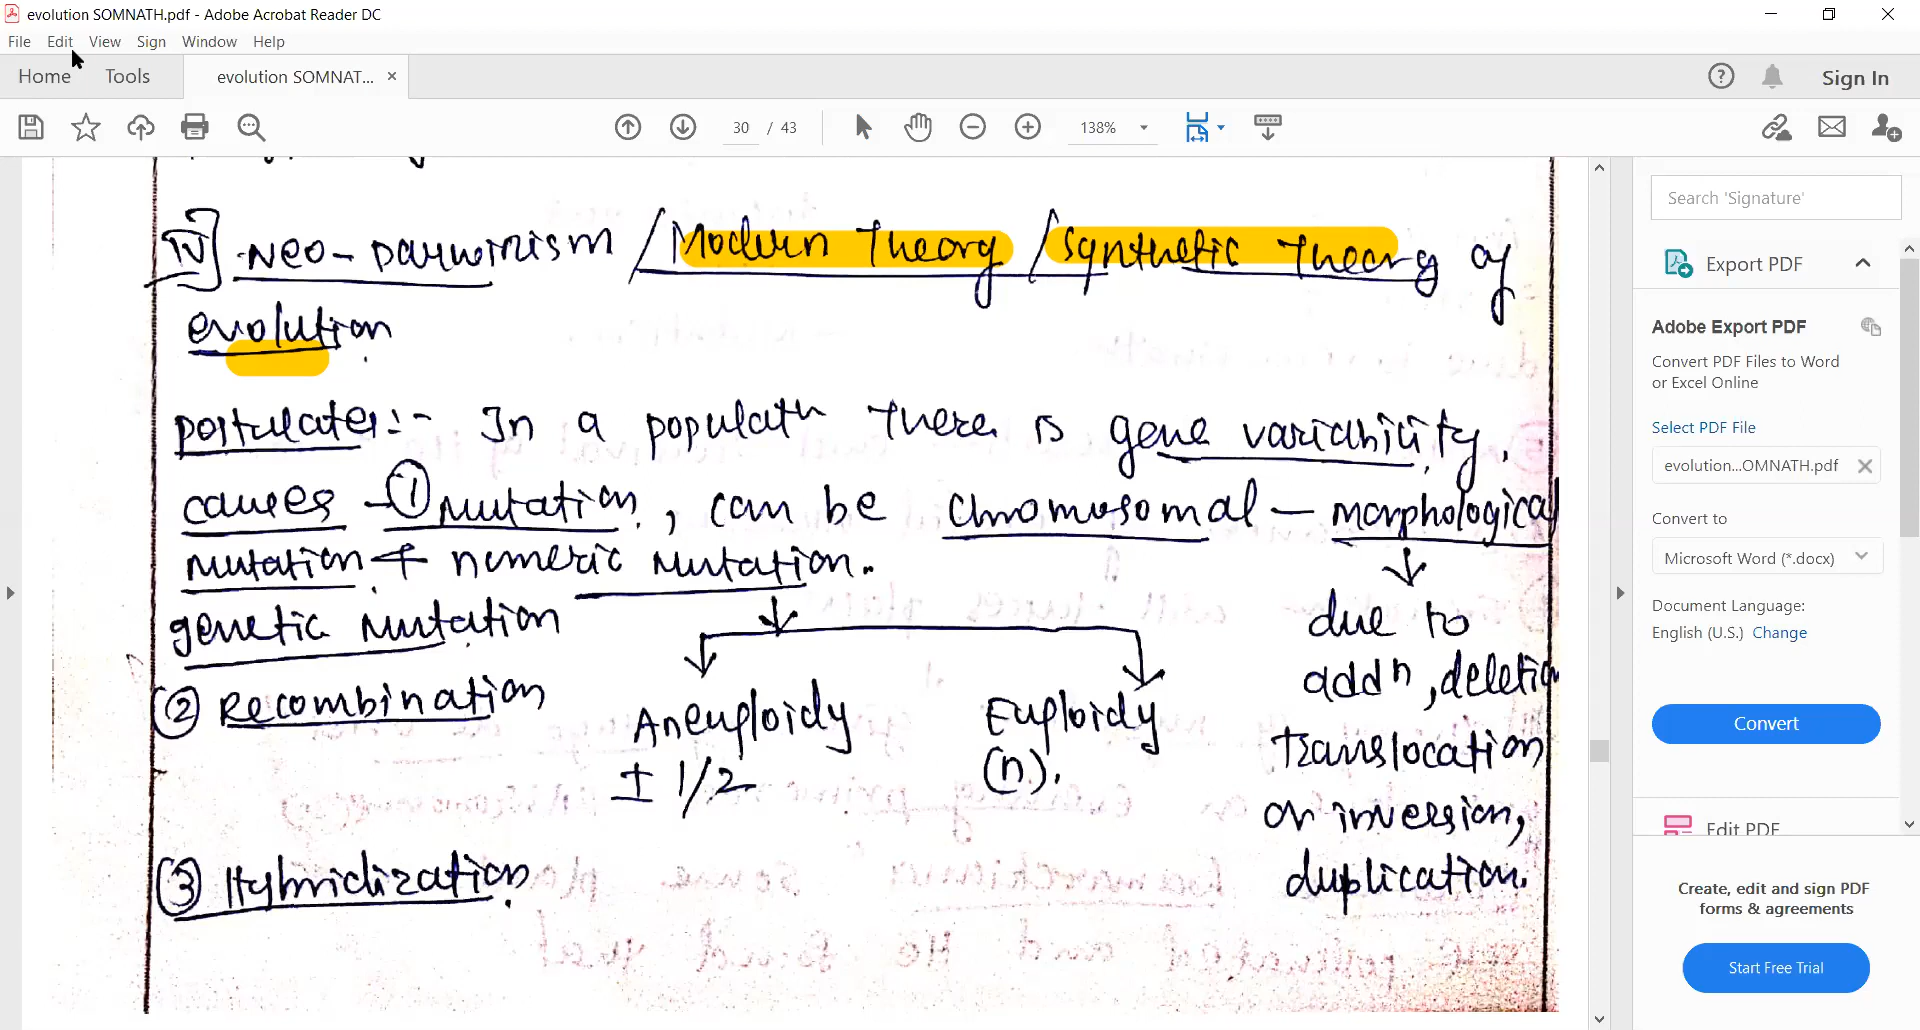 evolution SOMNATH.pdf - Adobe Acrobat Reader DC
File Edit View Sign Window Help
Home Tools evolution SOMNAT... × Sign In
30 / 43 138%
IV Neo-Darwinism / Modern Theory / Synthetic Theory of
evolution
postulates:- In a populatn there is gene variability.
causes - ① mutation, can be chromosomal - morphological
mutation + numeric mutation.
genetic mutation
② Recombination
③ Hybridization
Aneuploidy
± 1/2
Euploidy
(n).
due to
addn, deletion
translocation
or inversion,
duplication.
Search 'Signature'
Export PDF
Adobe Export PDF
Convert PDF Files to Word
or Excel Online
Select PDF File
evolution...OMNATH.pdf
Convert to
Microsoft Word (*.docx)
Document Language:
English (U.S.) Change
Convert
Edit PDF
Create, edit and sign PDF
forms & agreements
Start Free Trial